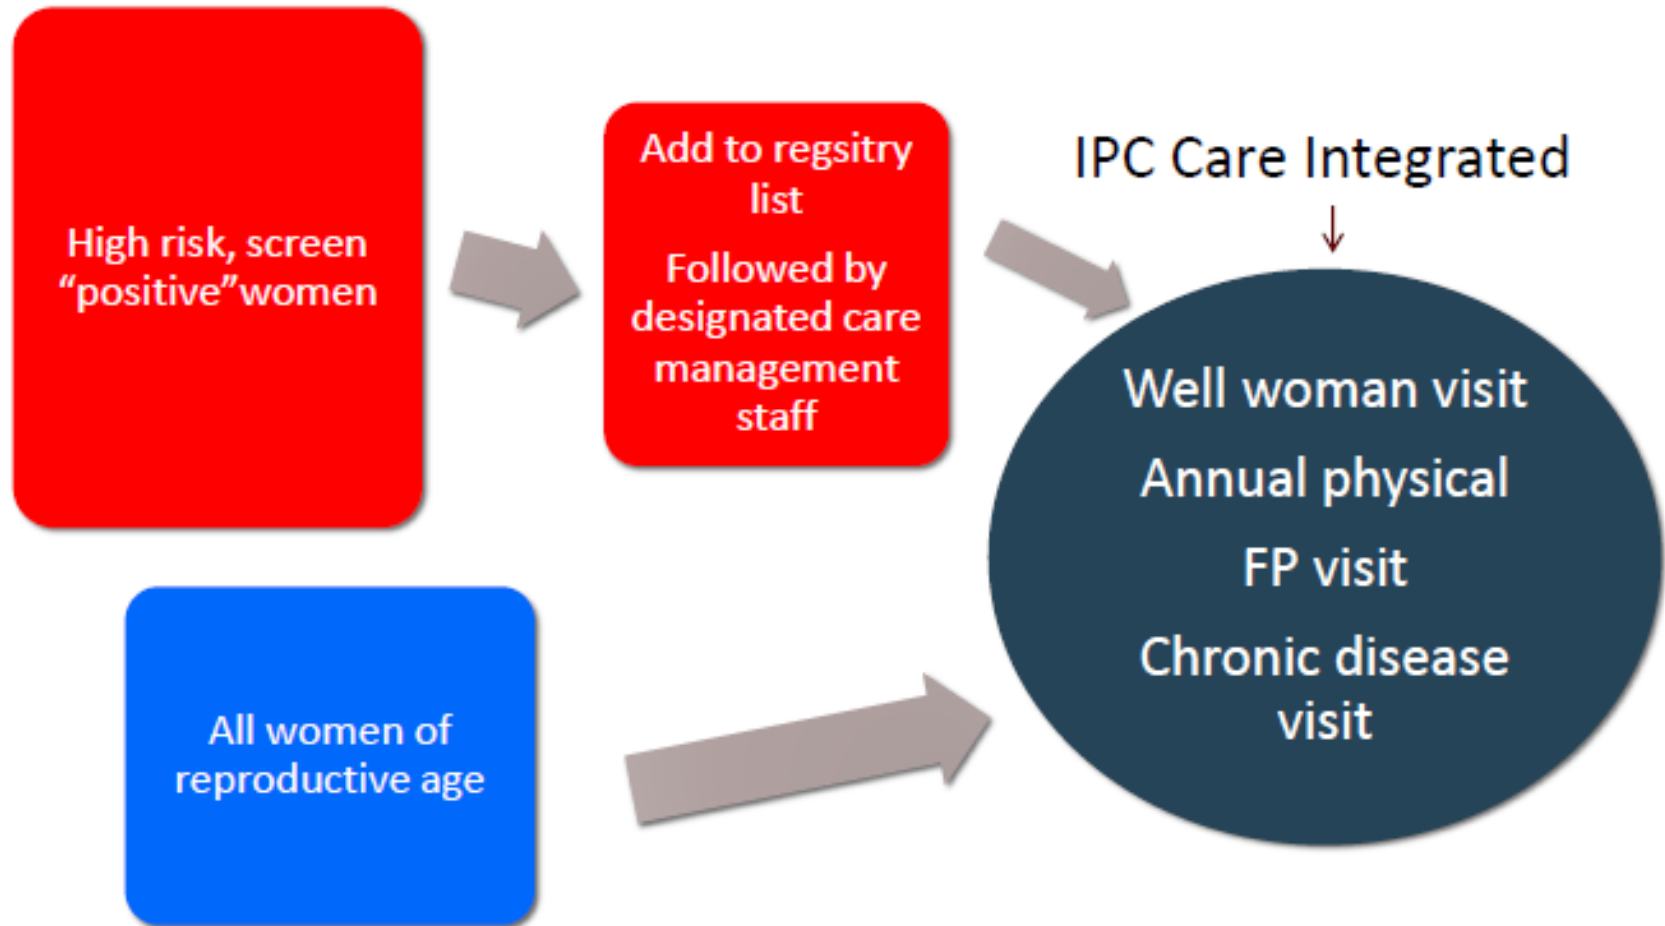 High risk, screen
“positive”women
Add to regsitry
list
Followed by
designated care
management
staff
IPC Care Integrated
Well woman visit
Annual physical
FP visit
Chronic disease
visit
All women of
reproductive age